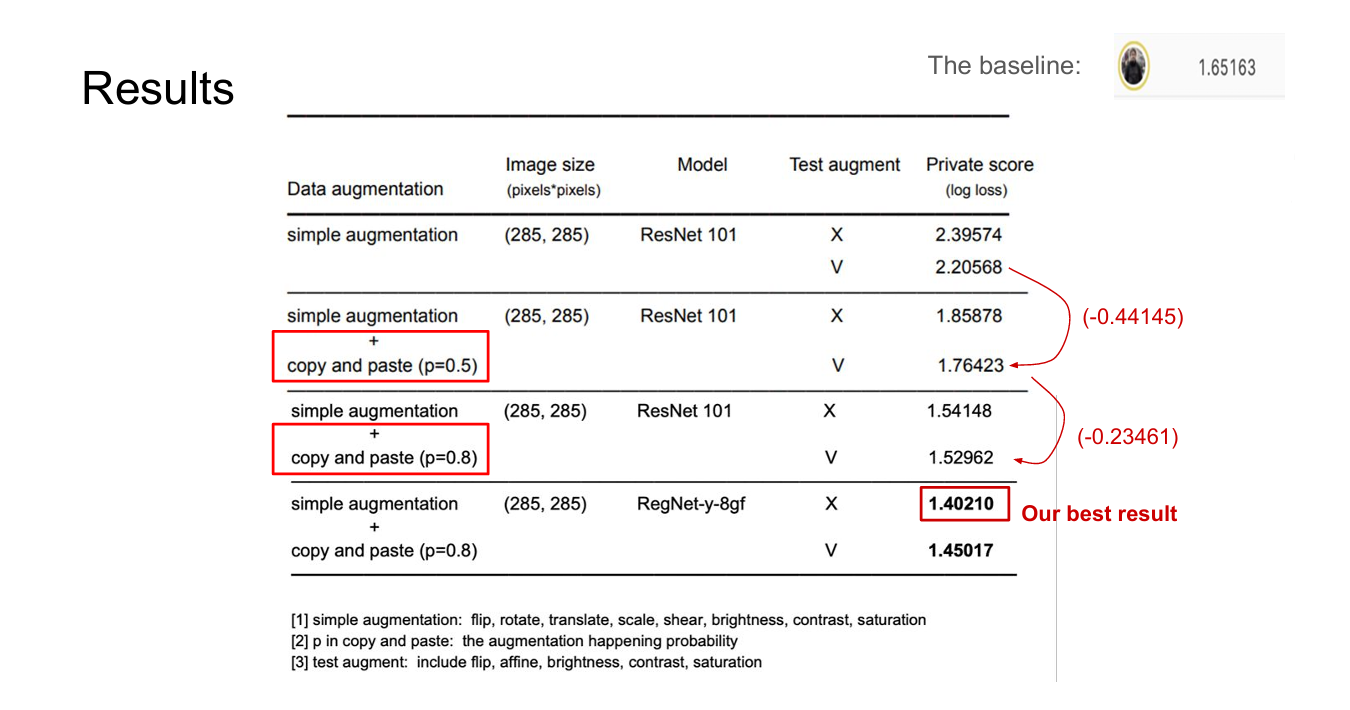 The baseline: 1.65163
Results
Image size Model Test augment Private score
Data augmentation (pixels*pixels) (log loss)
simple augmentation (285, 285) ResNet 101 X 2.39574
V 2.20568
simple augmentation (285, 285) ResNet 101 X 1.85878 (-0.44145)
+
copy and paste (p=0.5) V 1.76423
simple augmentation (285, 285) ResNet 101 X 1.54148
+ (-0.23461)
copy and paste (p=0.8) V 1.52962
simple augmentation (285, 285) RegNet-y-8gf X 1.40210 Our best result
+
copy and paste (p=0.8) V 1.45017
[1] simple augmentation: flip, rotate, translate, scale, shear, brightness, contrast, saturation
[2] p in copy and paste: the augmentation happening probability
[3] test augment: include flip, affine, brightness, contrast, saturation